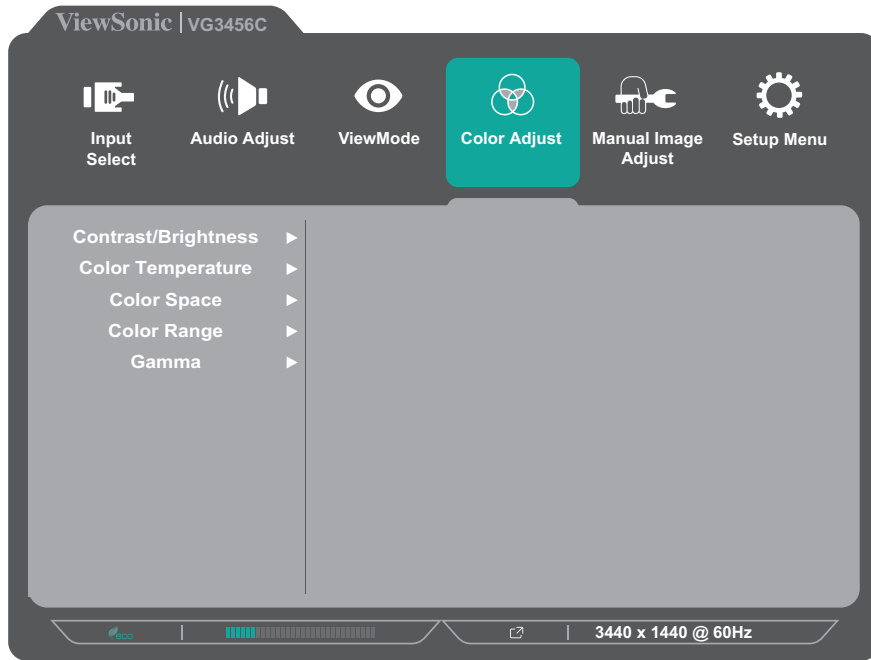 ViewSonic | VG3456C
Input Select
Audio Adjust
ViewMode
Color Adjust
Manual Image Adjust
Setup Menu
Contrast/Brightness
Color Temperature
Color Space
Color Range
Gamma
eco
3440 x 1440 @ 60Hz